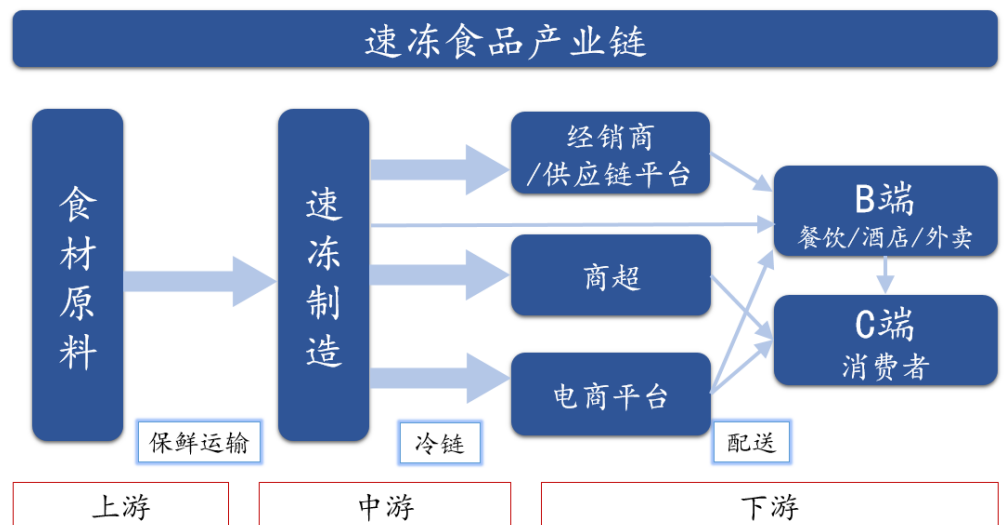 速冻食品产业链
食材原料
速冻制造
经销商
/供应链平台
商超
电商平台
B端
餐饮/酒店/外卖
C端
消费者
保鲜运输
冷链
配送
上游
中游
下游